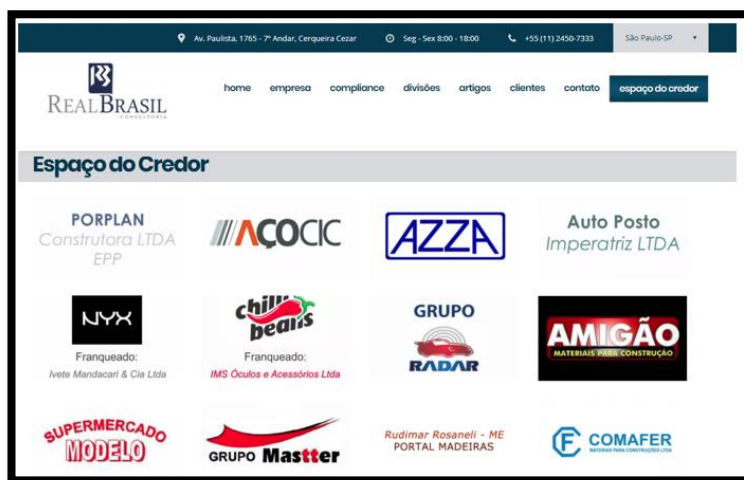 Av. Paulista, 1765 - 7º Andar, Cerqueira Cezar
Seg - Sex 8:00 - 18:00
+55 (11) 2450-7333
São Paulo-SP
REALBRASIL
CONSULTORIA
home empresa compliance divisões artigos clientes contato espaço do credor
Espaço do Credor
PORPLAN
Construtora LTDA
EPP
AÇOCIC
AZZA
Auto Posto
Imperatriz LTDA
NYX
Franqueado:
Ivete Mandacari & Cia Ltda
chilli
beans
Franqueado:
IMS Óculos e Acessórios Ltda
GRUPO
RADAR
AMIGÃO
MATERIAIS PARA CONSTRUÇÃO
SUPERMERCADO
MODELO
GRUPO Mastter
Rudimar Rosaneli - ME
PORTAL MADEIRAS
COMAFER
MATERIAIS PARA CONSTRUÇÕES LTDA